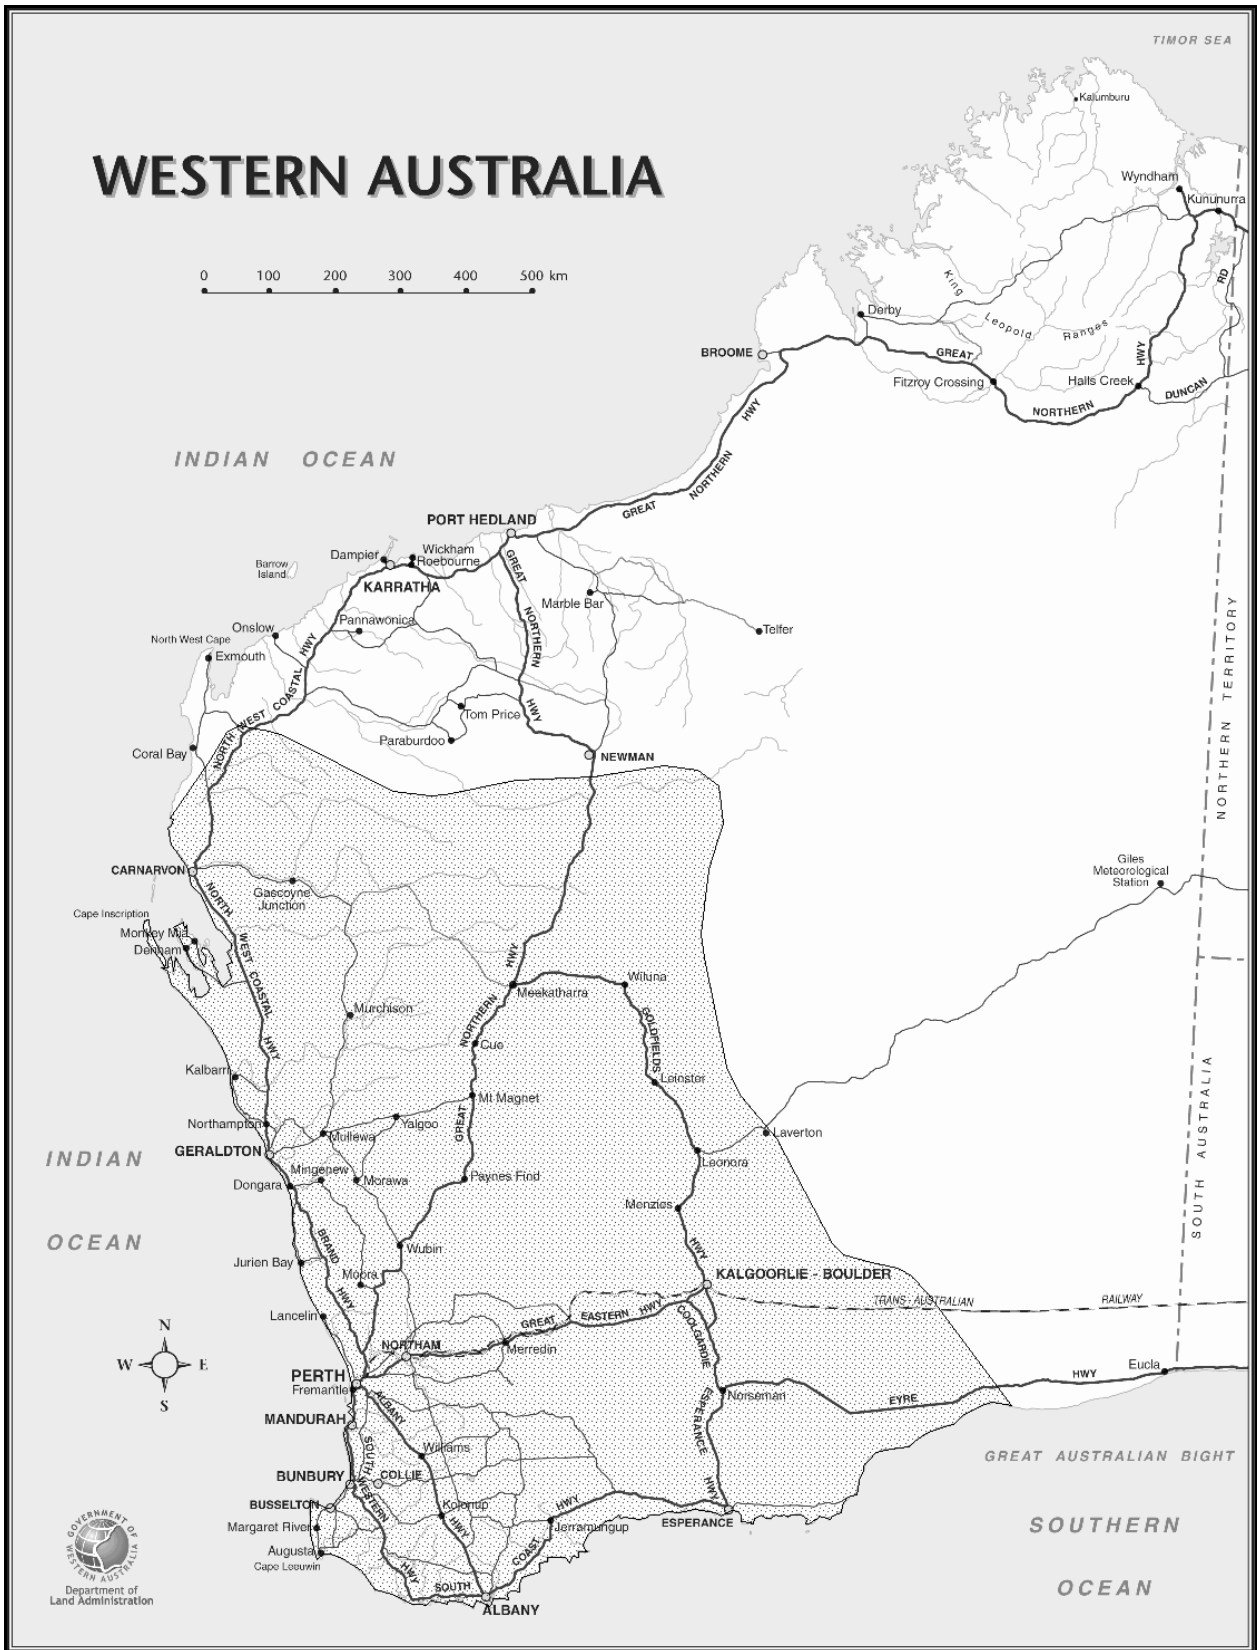 TIMOR SEA
Kalumburu
WESTERN AUSTRALIA
Wyndham
Kununurra
0 100 200 300 400 500 km
King
Leopold
Ranges
RD
Derby
BROOME
GREAT
HWY
Fitzroy Crossing
Halls Creek
DUNCAN
NORTHERN
HWY
INDIAN OCEAN
NORTHERN
GREAT
PORT HEDLAND
Dampier
Wickham
Roebourne
Barrow
Island
KARRATHA
GREAT
Marble Bar
Pannawonica
NORTHERN
Onslow
Telfer
North West Cape
Exmouth
HWY
COASTAL
WEST
NORTH
Tom Price
HWY
Paraburdoo
Coral Bay
NEWMAN
NORTHERN TERRITORY
CARNARVON
Giles
Meteorological
Station
Gascoyne
Junction
NORTH
Cape Inscription
Monkey Mia
Denham
WEST
COASTAL
HWY
HWY
Wiluna
Meekatharra
Murchison
NORTHERN
GOLDFIELDS
Cue
Kalbarri
Leinster
Mt Magnet
Northampton
Yalgoo
GREAT
Mullewa
Laverton
GERALDTON
INDIAN
OCEAN
SOUTH AUSTRALIA
Leonora
Mingenew
Dongara
Morawa
Paynes Find
Menzies
BRAND
HWY
Wubin
HWY
Jurien Bay
Moora
KALGOORLIE - BOULDER
TRANS - AUSTRALIAN
RAILWAY
Lancelin
GREAT
EASTERN
HWY
COOLGARDIE
N
W E
S
NORTHAM
Merredin
PERTH
Fremantle
Eucla
HWY
EYRE
Norseman
ALBANY
ESPERANCE
HWY
MANDURAH
SOUTH
WESTERN
HWY
Williams
GREAT AUSTRALIAN BIGHT
BUNBURY
COLLIE
BUSSELTON
Kojonup
HWY
HWY
Margaret River
Jerramungup
ESPERANCE
SOUTHERN
OCEAN
Augusta
Cape Leeuwin
COAST
SOUTH
ALBANY
GOVERNMENT OF
WESTERN AUSTRALIA
Department of
Land Administration